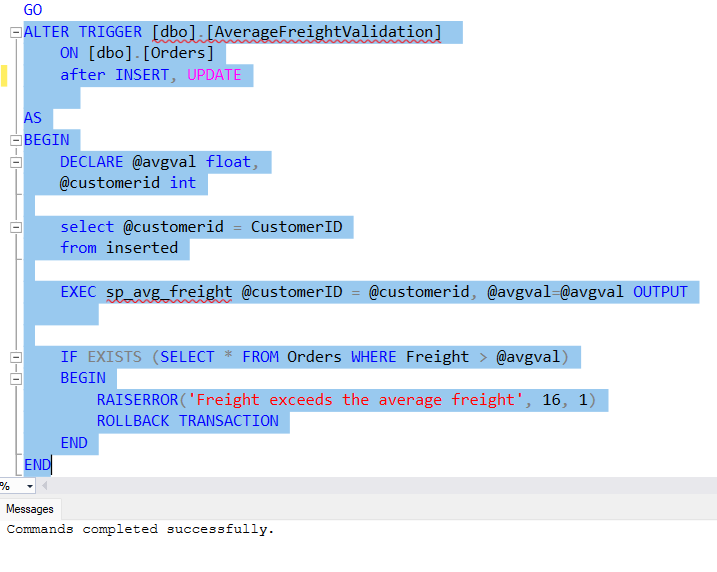 GO
ALTER TRIGGER [dbo].[AverageFreightValidation]
ON [dbo].[Orders]
after INSERT, UPDATE
AS
BEGIN
DECLARE @avgval float,
@customerid int
select @customerid = CustomerID
from inserted
EXEC sp_avg_freight @customerID = @customerid, @avgval=@avgval OUTPUT
IF EXISTS (SELECT * FROM Orders WHERE Freight > @avgval)
BEGIN
RAISERROR('Freight exceeds the average freight', 16, 1)
ROLLBACK TRANSACTION
END
END
%
Messages
Commands completed successfully.